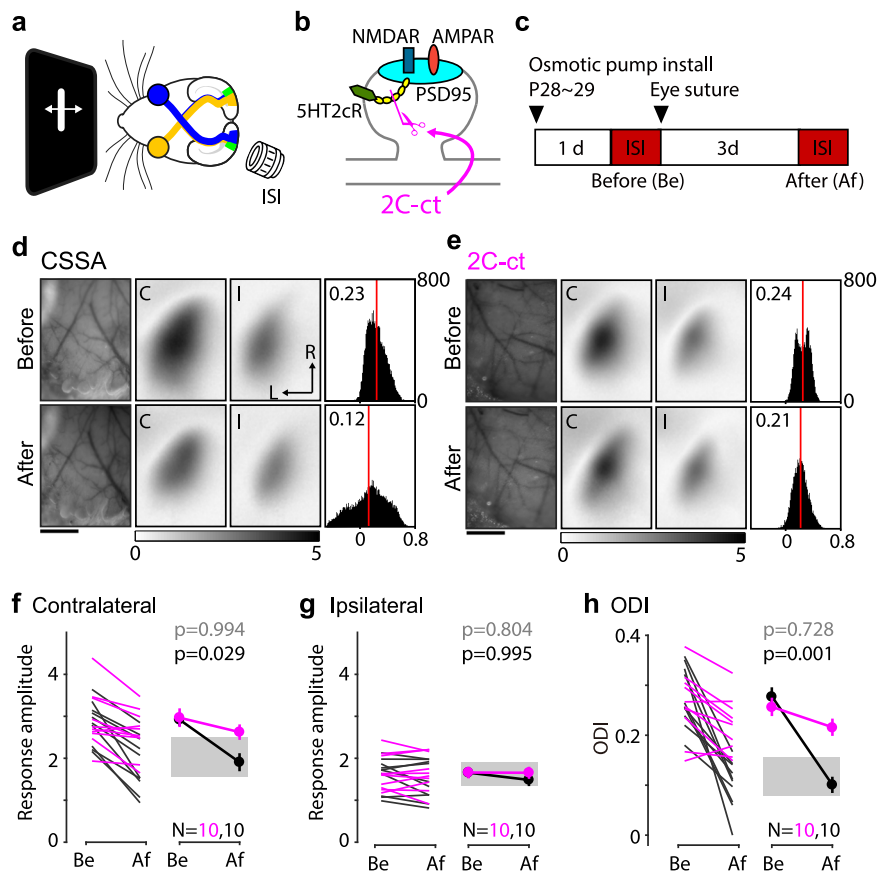 a
ISI
b
NMDAR AMPAR
PSD95
5HT2cR
2C-ct
c
Osmotic pump install
P28~29
Eye suture
1 d ISI 3d ISI
Before (Be) After (Af)
d CSSA
Before
C I 0.23 800
R
L
0
After
C I 0.12
0 5 0 0.8
e 2C-ct
Before
C I 0.24 800
0
After
C I 0.21
0 5 0 0.8
f Contralateral
Response amplitude
4
2
0
p=0.994
p=0.029
N=10,10
Be Af Be Af
g Ipsilateral
Response amplitude
4
2
0
p=0.804
p=0.995
N=10,10
Be Af Be Af
h ODI
ODI
0.4
0.2
0
p=0.728
p=0.001
N=10,10
Be Af Be Af